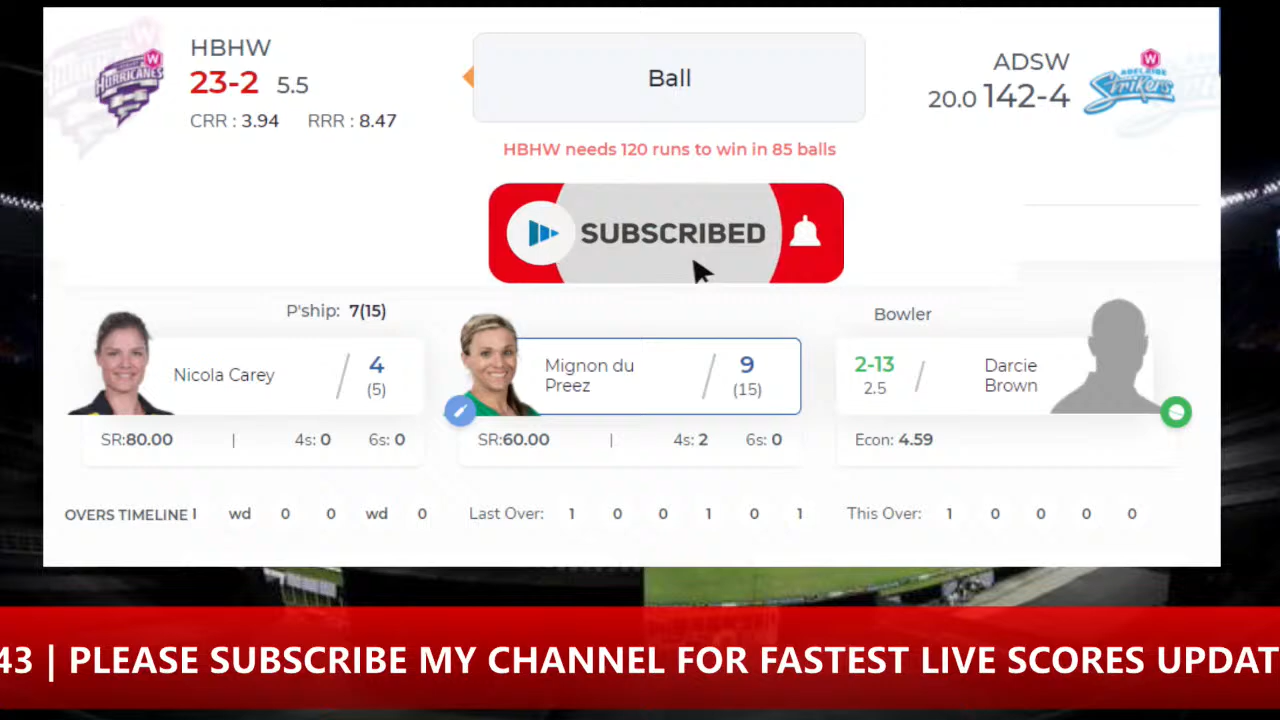 HBHW
23-2 5.5
CRR : 3.94 RRR : 8.47
Ball
ADSW
20.0 142-4
HURRICANES
W
W
ADELAIDE
Strikers
HBHW needs 120 runs to win in 85 balls
SUBSCRIBED
P'ship: 7(15)
Bowler
Nicola Carey / 4
(5)
Mignon du Preez / 9
(15)
2-13
2.5 / Darcie Brown
SR:80.00 | 4s: 0 6s: 0
SR:60.00 | 4s: 2 6s: 0
Econ: 4.59
OVERS TIMELINE 1 wd 0 0 wd 0 Last Over: 1 0 0 1 0 1 This Over: 1 0 0 0 0
43 | PLEASE SUBSCRIBE MY CHANNEL FOR FASTEST LIVE SCORES UPDAT